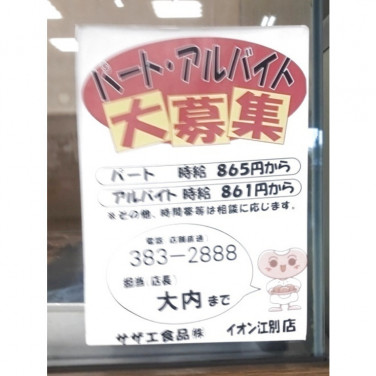 パート・アルバイト
大募集
パート 時給 865円から
アルバイト 時給 861円から
※その他、時間帯等は相談に応じます。
電話(店舗直通)
383-2888
担当(店長)
大内まで
サザエ食品㈱ イオン江別店